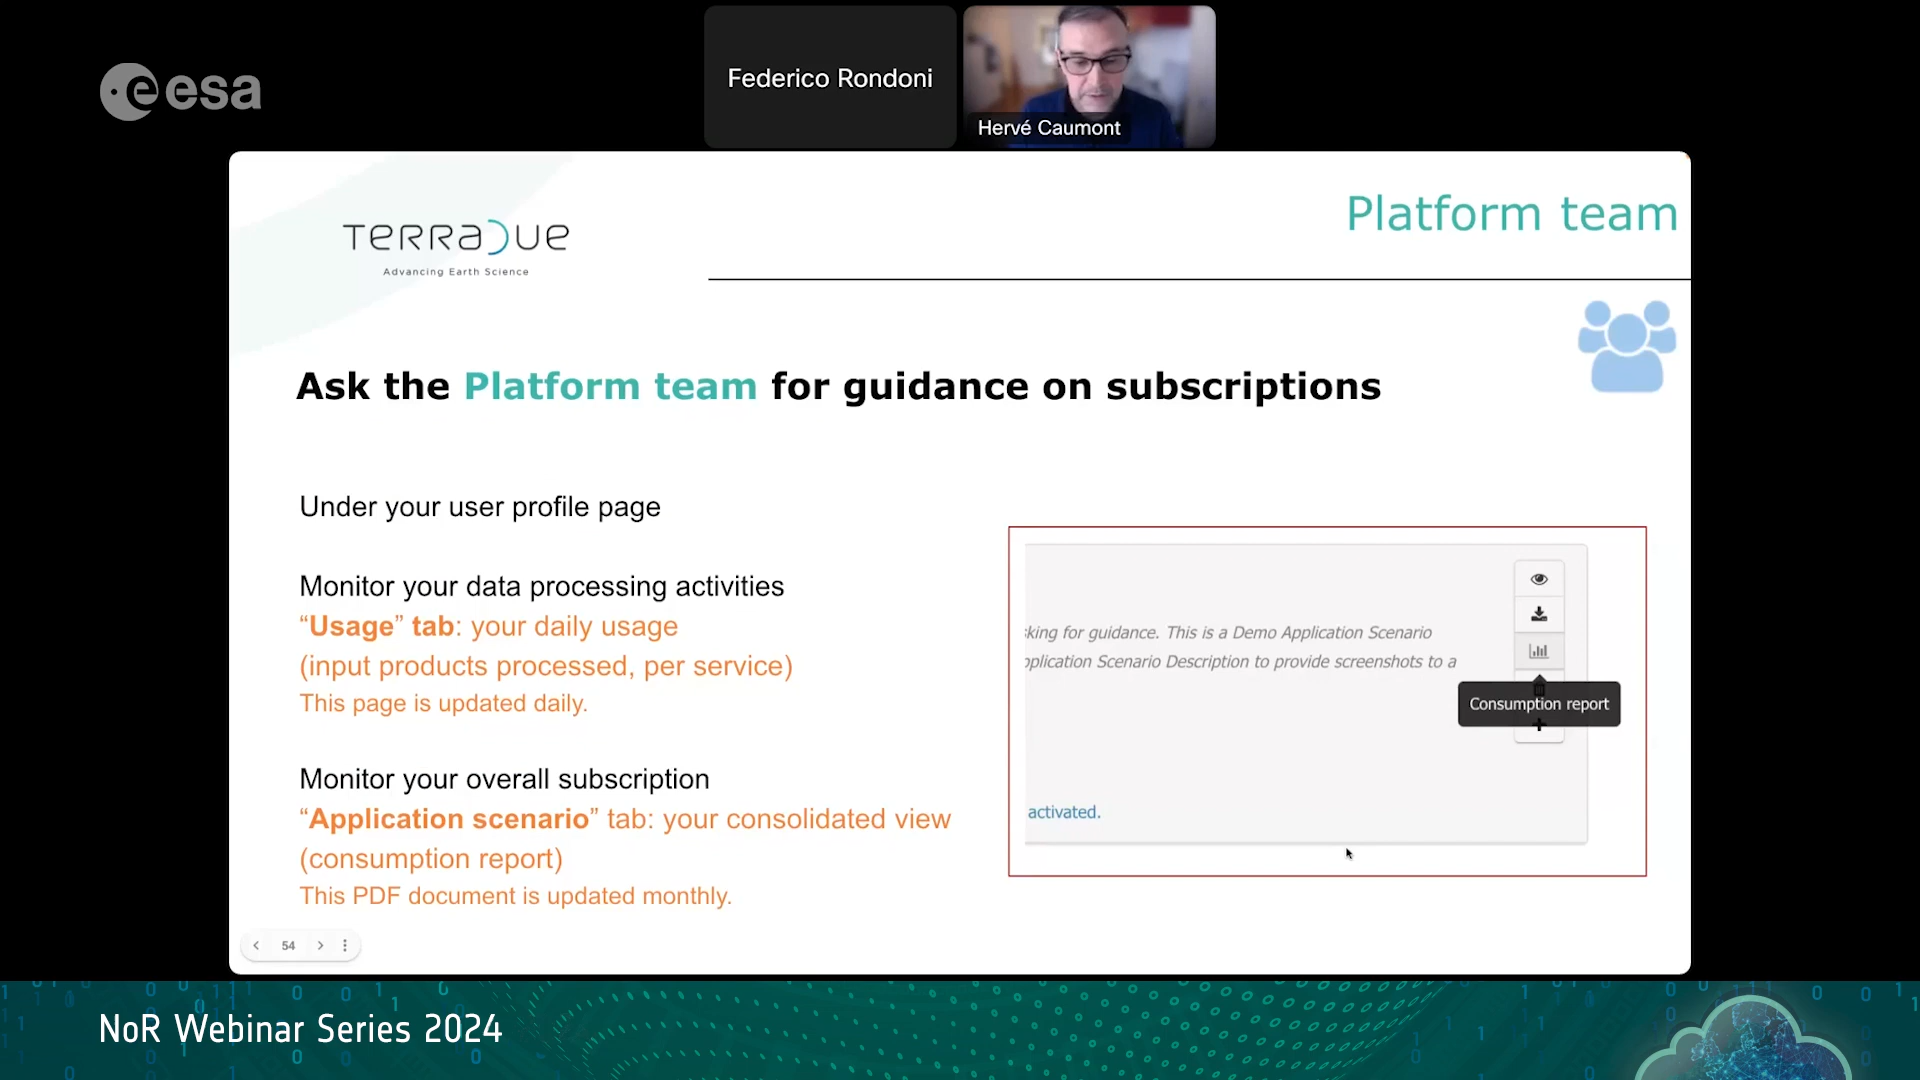 esa
Federico Rondoni
Hervé Caumont
Terradue
Advancing Earth Science
Platform team
Ask the Platform team for guidance on subscriptions
Under your user profile page
Monitor your data processing activities
“Usage” tab: your daily usage
(input products processed, per service)
This page is updated daily.
Monitor your overall subscription
“Application scenario” tab: your consolidated view
(consumption report)
This PDF document is updated monthly.
king for guidance. This is a Demo Application Scenario
pplication Scenario Description to provide screenshots to a
Consumption report
activated.
54
NoR Webinar Series 2024